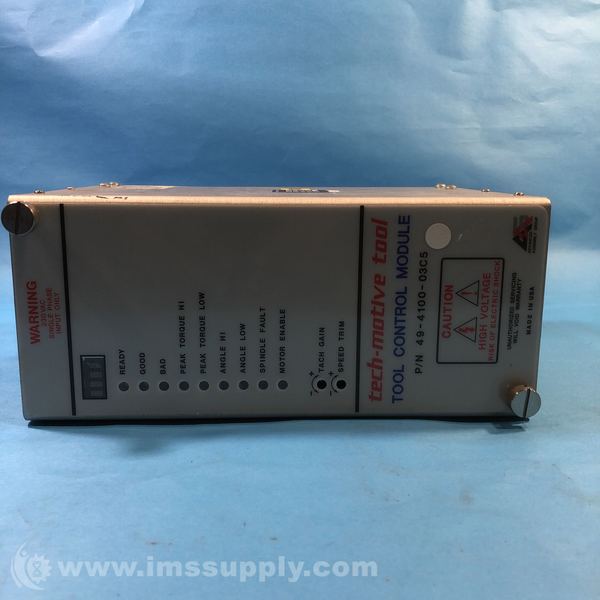 WARNING
230 VAC
SINGLE PHASE
INPUT ONLY
READY
GOOD
BAD
PEAK TORQUE HI
PEAK TORQUE LOW
ANGLE HI
ANGLE LOW
SPINDLE FAULT
MOTOR ENABLE
TACH GAIN
SPEED TRIM
- +
- +
tech-motive tool
TOOL CONTROL MODULE
P/N 49-4100-03C5
CAUTION
HIGH VOLTAGE
RISK OF ELECTRIC SHOCK
UNAUTHORIZED SERVICING
WILL VOID WARRANTY
MADE IN USA
www.imssupply.com